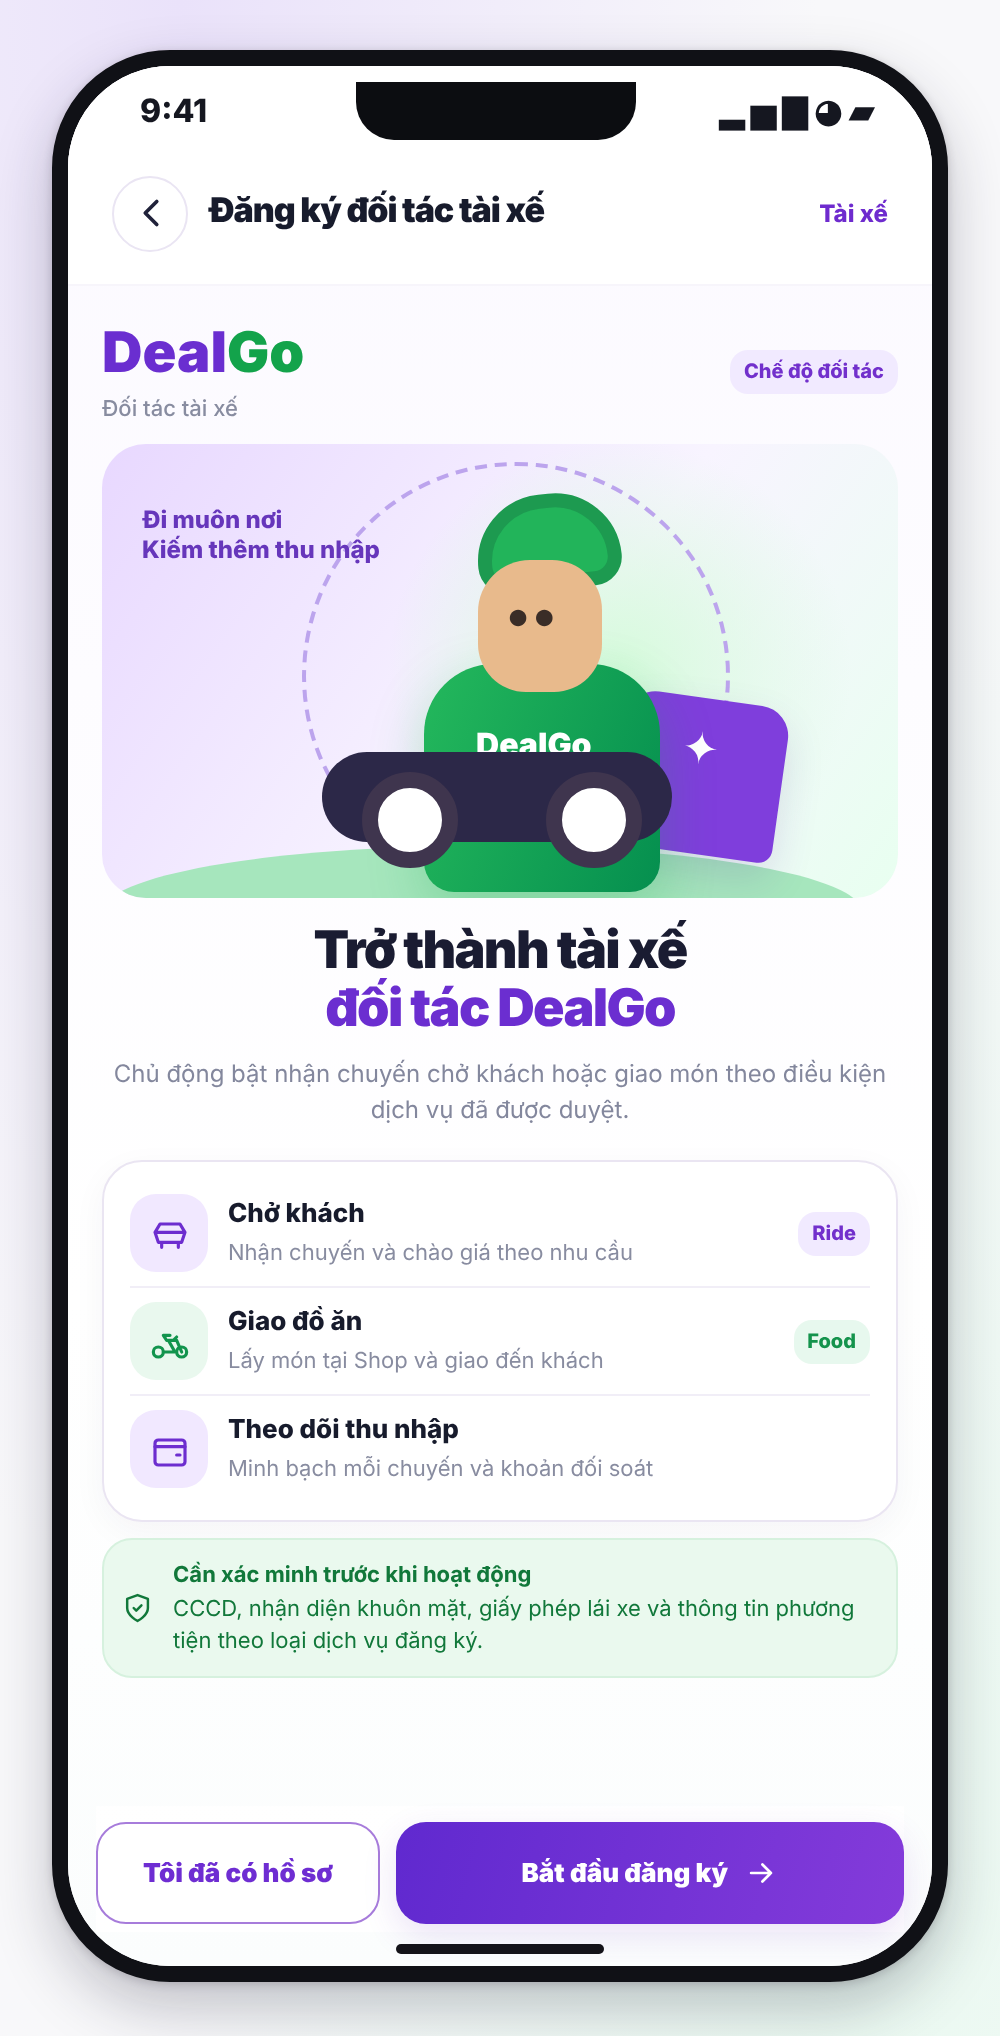 9:41
Đăng ký đối tác tài xế
Tài xế
DealGo
Đối tác tài xế
Chế độ đối tác
Đi muôn nơi
Kiếm thêm thu nhập
DealGo
Trở thành tài xế
đối tác DealGo
Chủ động bật nhận chuyến chở khách hoặc giao món theo điều kiện
dịch vụ đã được duyệt.
Chở khách
Nhận chuyến và chào giá theo nhu cầu
Ride
Giao đồ ăn
Lấy món tại Shop và giao đến khách
Food
Theo dõi thu nhập
Minh bạch mỗi chuyến và khoản đối soát
Cần xác minh trước khi hoạt động
CCCD, nhận diện khuôn mặt, giấy phép lái xe và thông tin phương
tiện theo loại dịch vụ đăng ký.
Tôi đã có hồ sơ
Bắt đầu đăng ký →